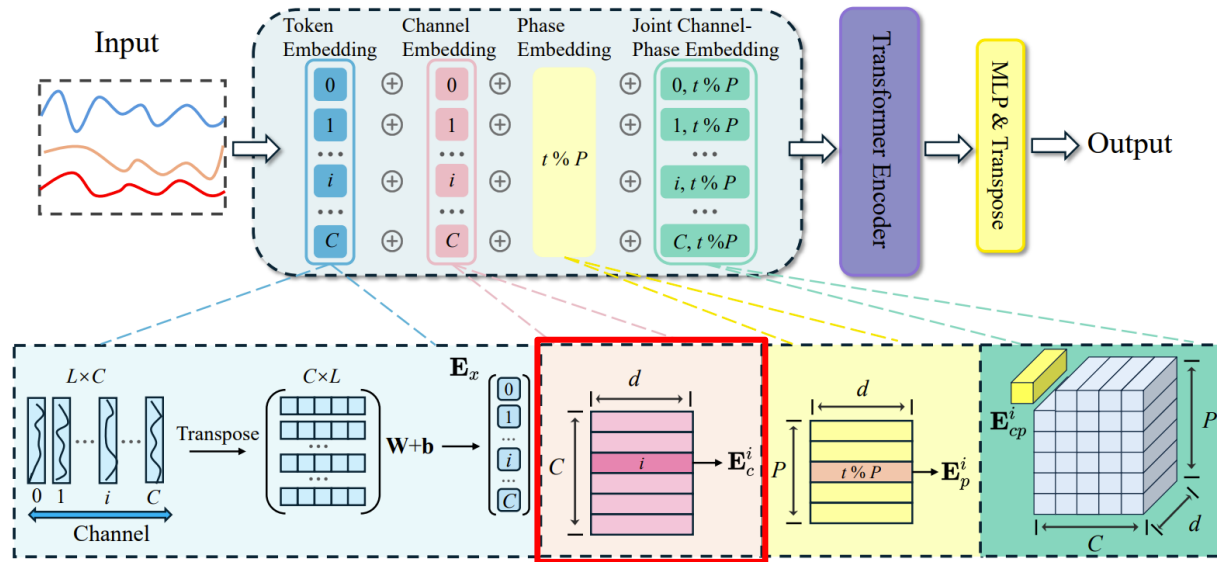 Input
Token
Embedding
Channel
Embedding
Phase
Embedding
Joint Channel-
Phase Embedding
0
0
0, t % P
1
1
1, t % P
...
...
...
t % P
i
i
i, t % P
...
...
...
C
C
C, t %P
Transformer Encoder
MLP & Transpose
Output
L×C
0 1 i C
Channel
Transpose
C×L
W+b
E_x
0
1
...
i
...
C
d
C
i
E_c^i
d
P
t % P
E_p^i
E_cp^i
P
d
C